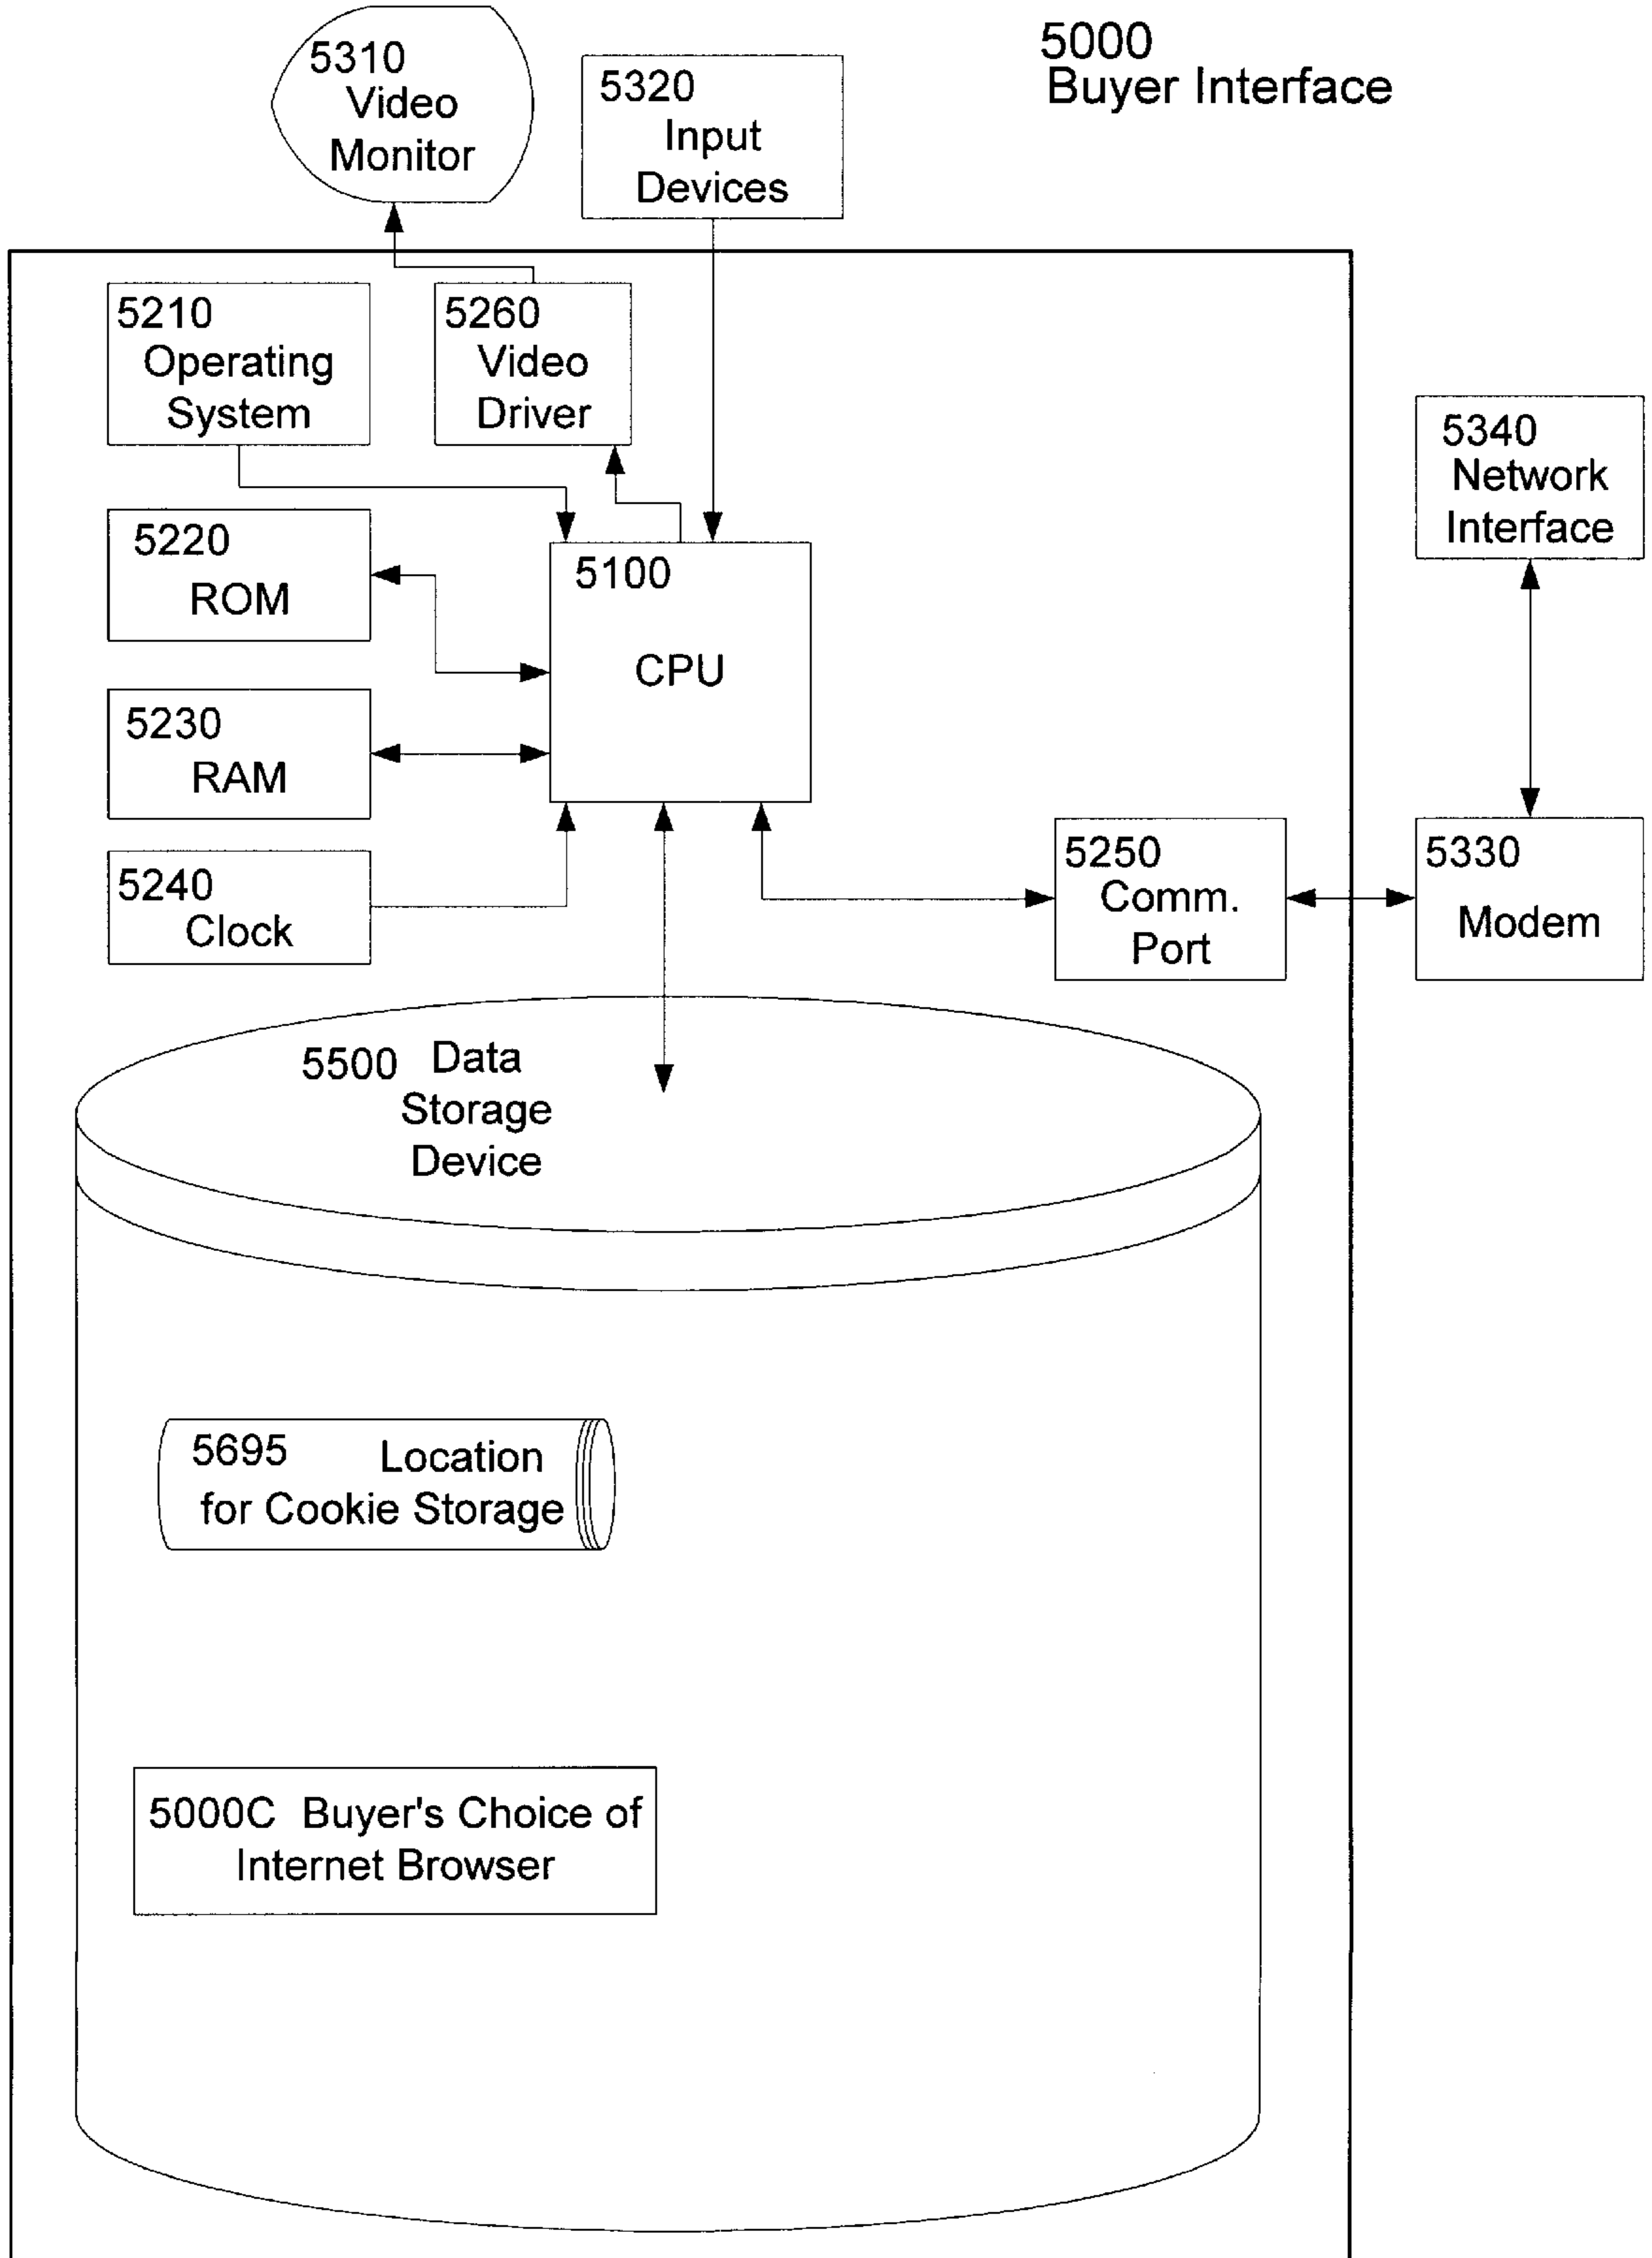 5000
Buyer Interface
5310
Video
Monitor
5320
Input
Devices
5210
Operating
System
5260
Video
Driver
5340
Network
Interface
5220
ROM
5100
CPU
5230
RAM
5240
Clock
5250
Comm.
Port
5330
Modem
5500 Data
Storage
Device
5695 Location
for Cookie Storage
5000C Buyer's Choice of
Internet Browser